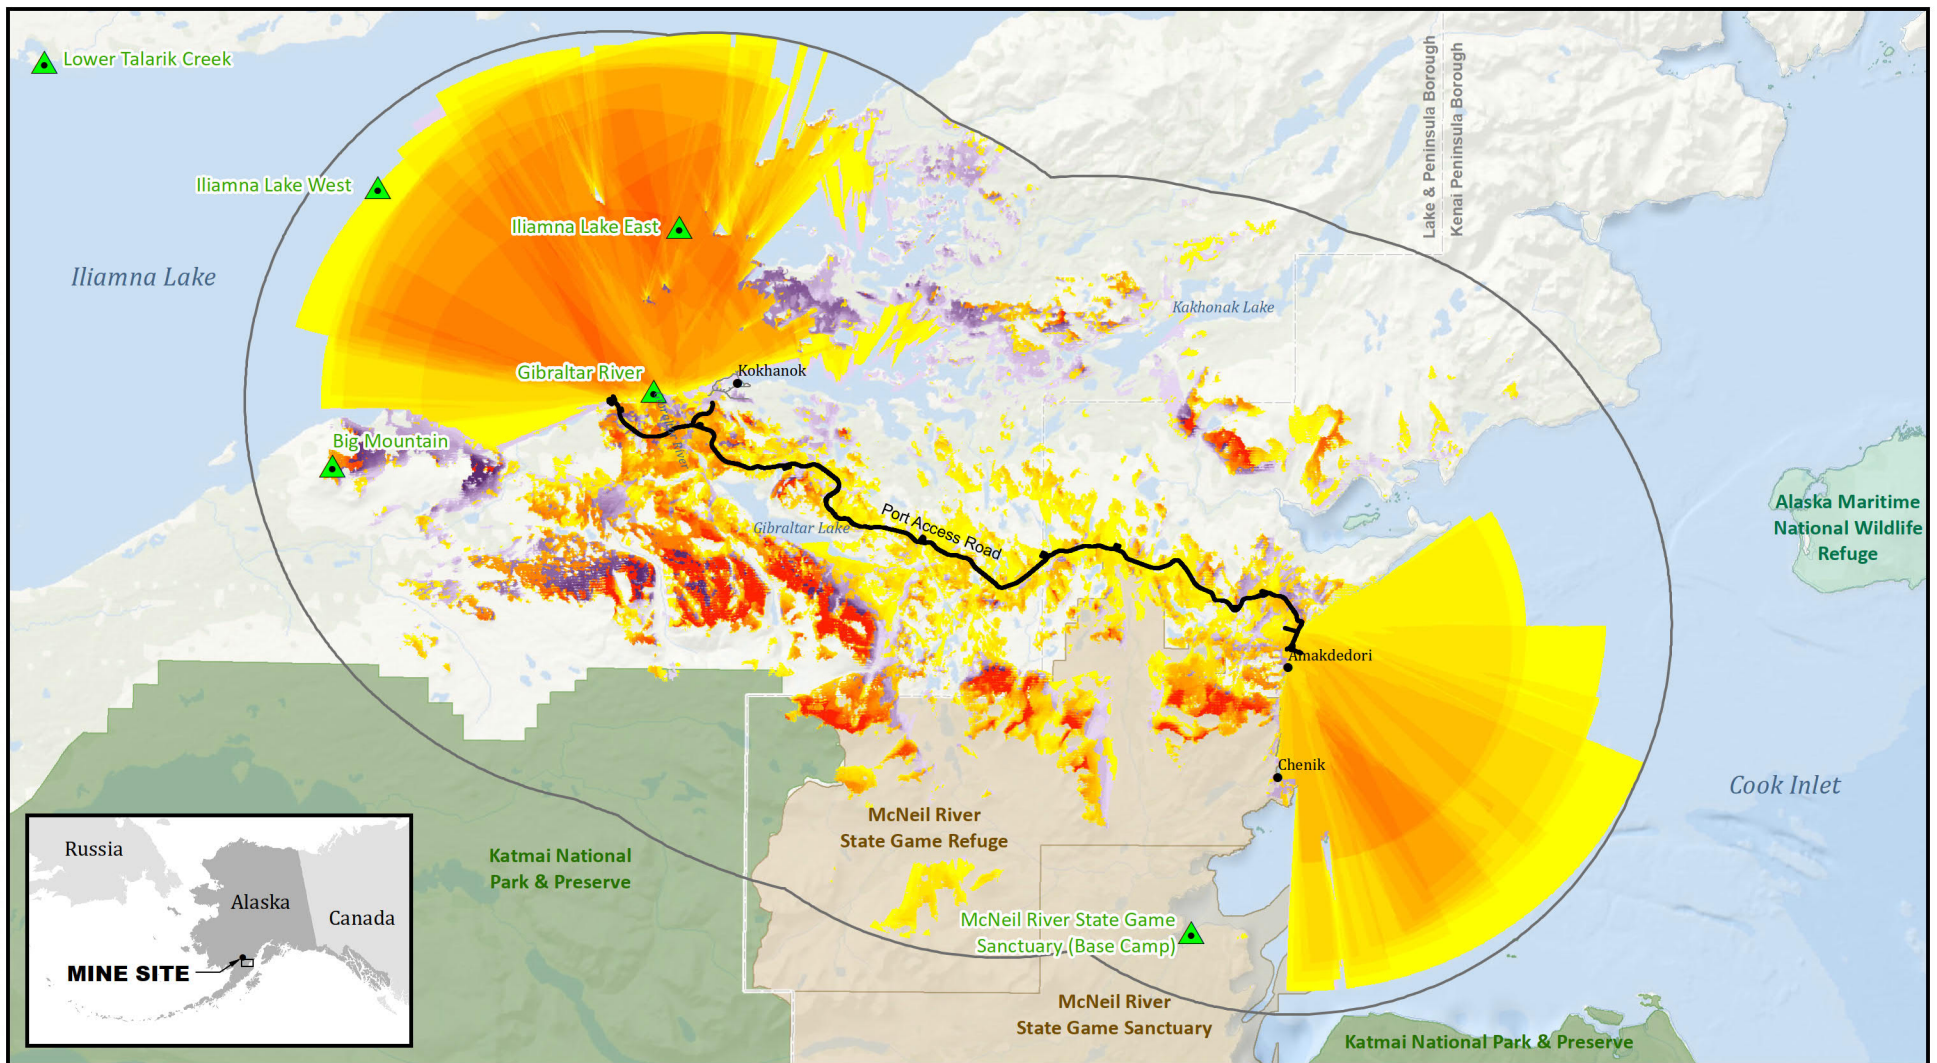 Lower Talarik Creek
Lake & Peninsula Borough
Kenai Peninsula Borough
Iliamna Lake West
Iliamna Lake East
Iliamna Lake
Kakhonak Lake
Gibraltar River
Kokhanok
Gibraltar River
Big Mountain
Gibraltar Lake
Port Access Road
Alaska Maritime
National Wildlife
Refuge
Amakdedori
Chenik
Cook Inlet
McNeil River
State Game Refuge
Katmai National
Park & Preserve
Russia
Alaska
Canada
MINE SITE
McNeil River State Game
Sanctuary (Base Camp)
McNeil River
State Game Sanctuary
Katmai National Park & Preserve